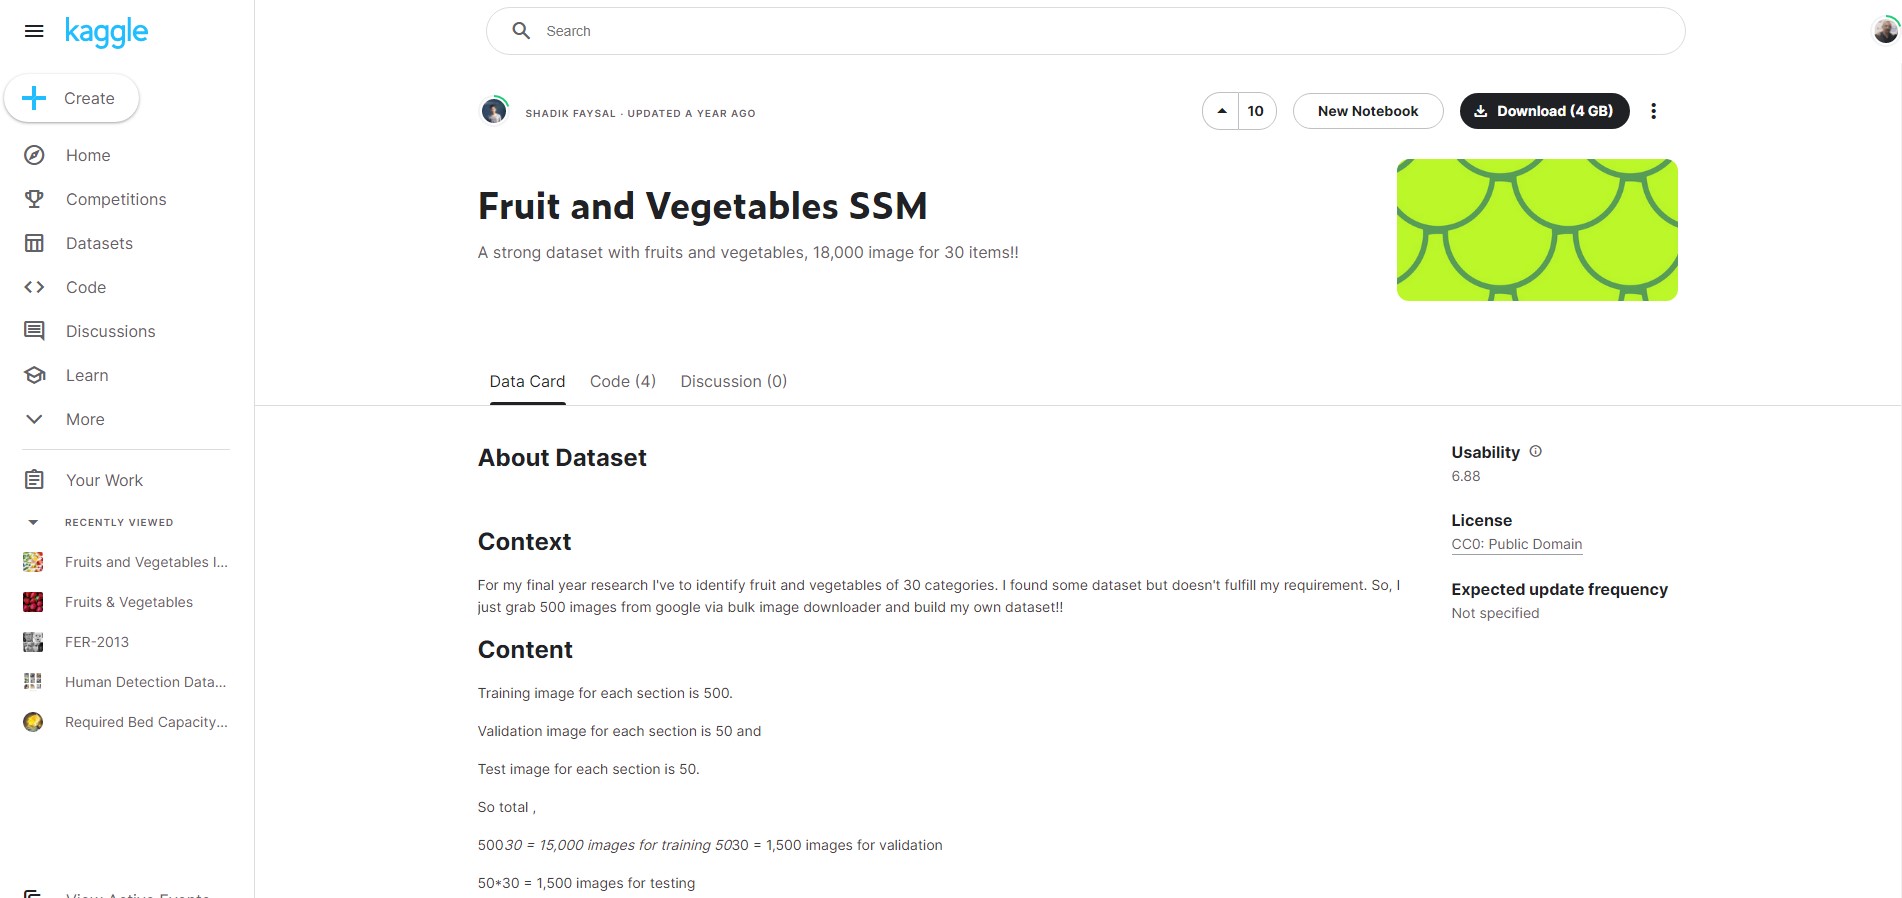 kaggle
Search
Create
Home
Competitions
Datasets
Code
Discussions
Learn
More
Your Work
RECENTLY VIEWED
Fruits and Vegetables I...
Fruits & Vegetables
FER-2013
Human Detection Data...
Required Bed Capacity...
View Active Events
SHADIK FAYSAL · UPDATED A YEAR AGO
10
New Notebook
Download (4 GB)
Fruit and Vegetables SSM
A strong dataset with fruits and vegetables, 18,000 image for 30 items!!
Data Card
Code (4)
Discussion (0)
About Dataset
Context
For my final year research I've to identify fruit and vegetables of 30 categories. I found some dataset but doesn't fulfill my requirement. So, I
just grab 500 images from google via bulk image downloader and build my own dataset!!
Content
Training image for each section is 500.
Validation image for each section is 50 and
Test image for each section is 50.
So total ,
50030 = 15,000 images for training 5030 = 1,500 images for validation
50*30 = 1,500 images for testing
Usability
6.88
License
CC0: Public Domain
Expected update frequency
Not specified